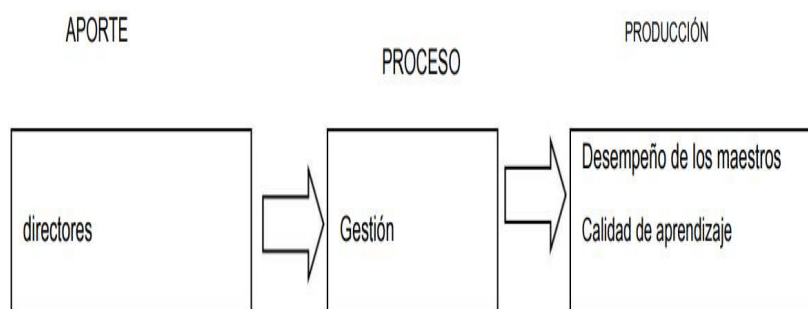 APORTE
PROCESO
PRODUCCIÓN
directores
Gestión
Desempeño de los maestros
Calidad de aprendizaje